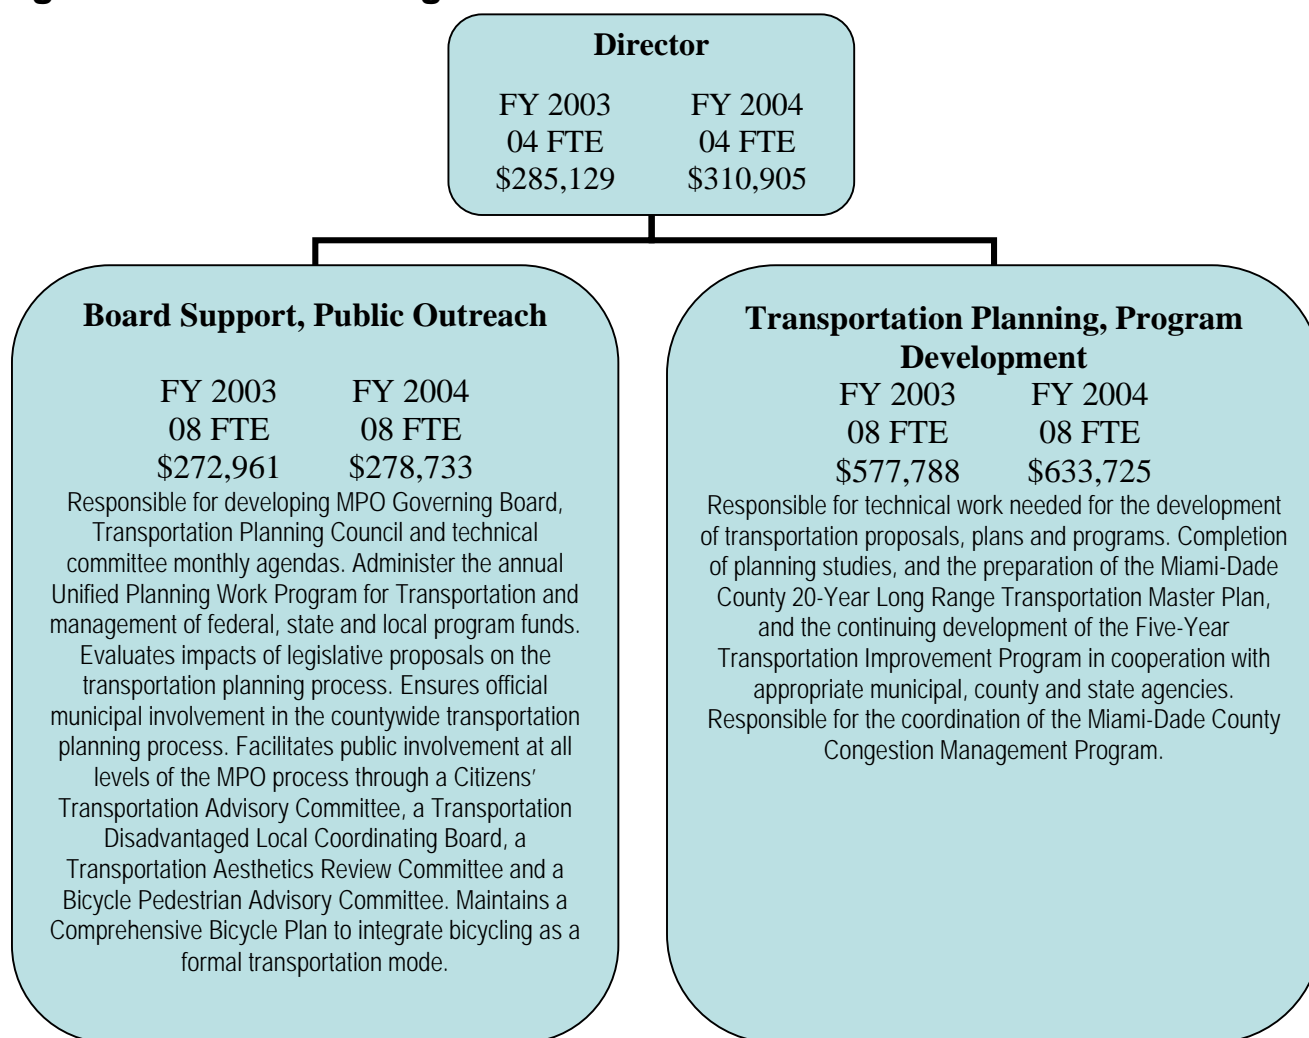 Director
FY 2003 FY 2004
04 FTE 04 FTE
$285,129 $310,905
Board Support, Public Outreach
FY 2003 FY 2004
08 FTE 08 FTE
$272,961 $278,733
Responsible for developing MPO Governing Board,
Transportation Planning Council and technical
committee monthly agendas. Administer the annual
Unified Planning Work Program for Transportation and
management of federal, state and local program funds.
Evaluates impacts of legislative proposals on the
transportation planning process. Ensures official
municipal involvement in the countywide transportation
planning process. Facilitates public involvement at all
levels of the MPO process through a Citizens’
Transportation Advisory Committee, a Transportation
Disadvantaged Local Coordinating Board, a
Transportation Aesthetics Review Committee and a
Bicycle Pedestrian Advisory Committee. Maintains a
Comprehensive Bicycle Plan to integrate bicycling as a
formal transportation mode.
Transportation Planning, Program
Development
FY 2003 FY 2004
08 FTE 08 FTE
$577,788 $633,725
Responsible for technical work needed for the development
of transportation proposals, plans and programs. Completion
of planning studies, and the preparation of the Miami-Dade
County 20-Year Long Range Transportation Master Plan,
and the continuing development of the Five-Year
Transportation Improvement Program in cooperation with
appropriate municipal, county and state agencies.
Responsible for the coordination of the Miami-Dade County
Congestion Management Program.